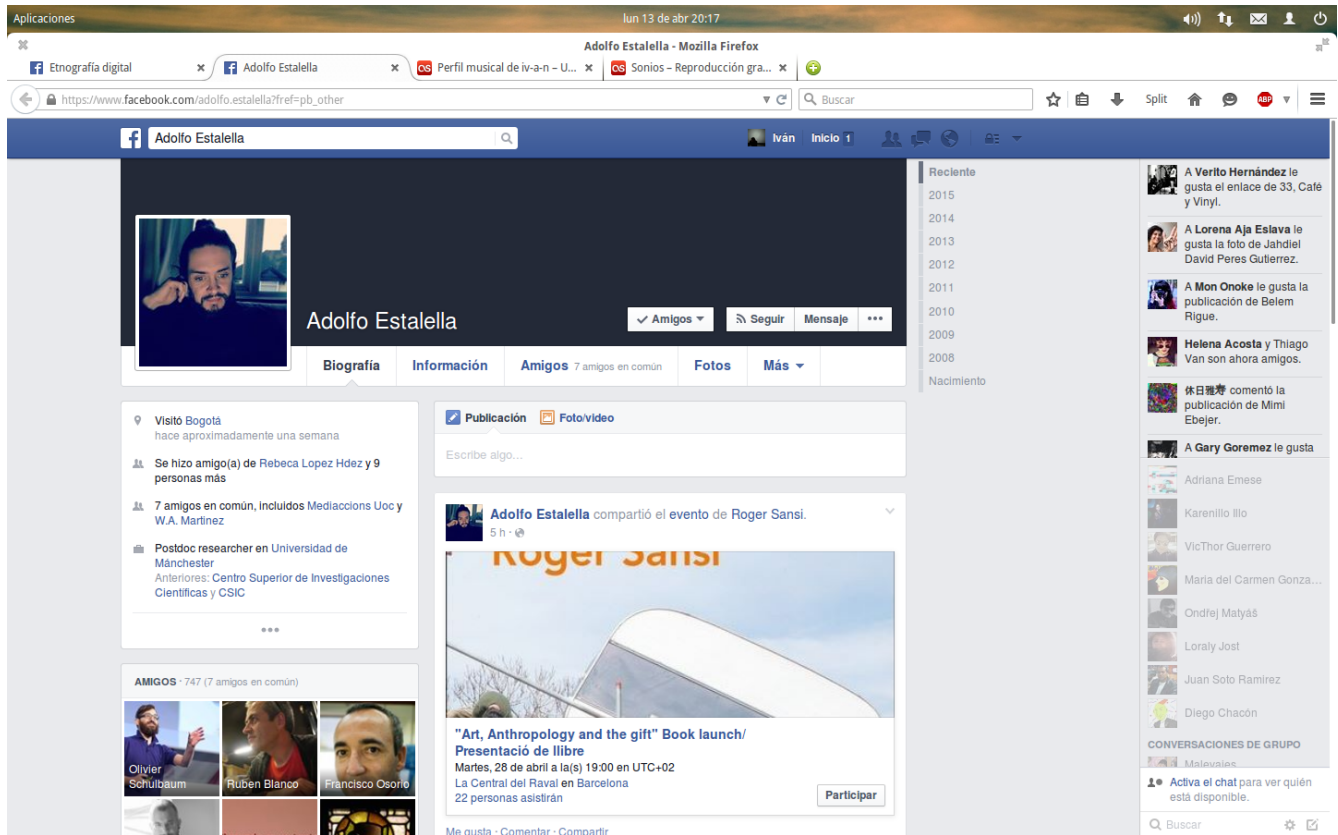 Aplicaciones
lun 13 de abr 20:17
Adolfo Estalella - Mozilla Firefox
Etnografía digital
Adolfo Estalella
Perfil musical de iv-a-n – U...
Sonios – Reproducción gra...
https://www.facebook.com/adolfo.estalella?fref=pb_other
Buscar
Split
ABP
Adolfo Estalella
Iván
Inicio 1
Adolfo Estalella
Amigos
Seguir
Mensaje
Biografía
Información
Amigos 7 amigos en común
Fotos
Más
Visitó Bogotá
hace aproximadamente una semana
Se hizo amigo(a) de Rebeca Lopez Hdez y 9
personas más
7 amigos en común, incluidos Mediaccions Uoc y
W.A. Martinez
Postdoc researcher en Universidad de
Mánchester
Anteriores: Centro Superior de Investigaciones
Científicas y CSIC
AMIGOS · 747 (7 amigos en común)
Olivier
Schulbaum
Ruben Blanco
Francisco Osorio
Publicación
Foto/video
Escribe algo...
Adolfo Estalella compartió el evento de Roger Sansi.
5 h ·
Roger Sansi
"Art, Anthropology and the gift" Book launch/
Presentació de llibre
Martes, 28 de abril a la(s) 19:00 en UTC+02
La Central del Raval en Barcelona
22 personas asistirán
Participar
Me gusta · Comentar · Compartir
Reciente
2015
2014
2013
2012
2011
2010
2009
2008
Nacimiento
A Verito Hernández le
gusta el enlace de 33, Café
y Vinyl.
A Lorena Aja Eslava le
gusta la foto de Jahdiel
David Peres Gutierrez.
A Mon Onoke le gusta la
publicación de Belem
Rigue.
Helena Acosta y Thiago
Van son ahora amigos.
休日雅寿 comentó la
publicación de Mimi
Ebejer.
A Gary Goremez le gusta
Adriana Emese
Karenillo Illo
VicThor Guerrero
Maria del Carmen Gonza...
Ondřej Matyáš
Loraly Jost
Juan Soto Ramirez
Diego Chacón
CONVERSACIONES DE GRUPO
Malevajes
Activa el chat para ver quién
está disponible.
Buscar